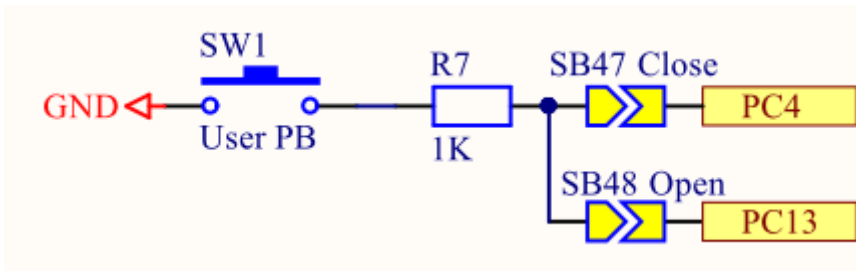 SW1
GND
User PB
R7
1K
SB47 Close
PC4
SB48 Open
PC13